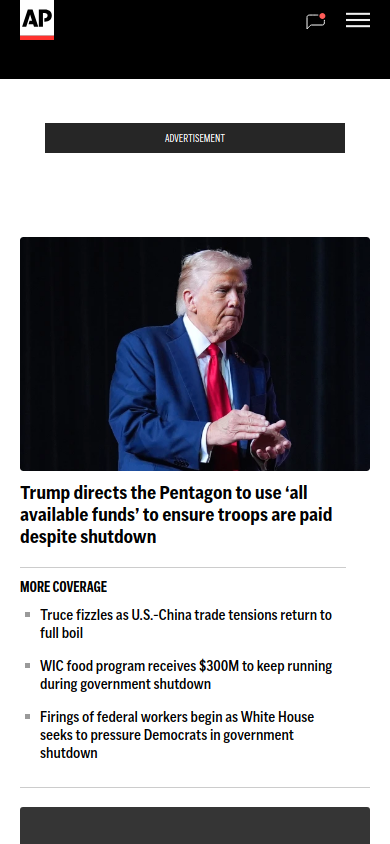 AP
ADVERTISEMENT
Trump directs the Pentagon to use ‘all
available funds’ to ensure troops are paid
despite shutdown
MORE COVERAGE
Truce fizzles as U.S.-China trade tensions return to
full boil
WIC food program receives $300M to keep running
during government shutdown
Firings of federal workers begin as White House
seeks to pressure Democrats in government
shutdown